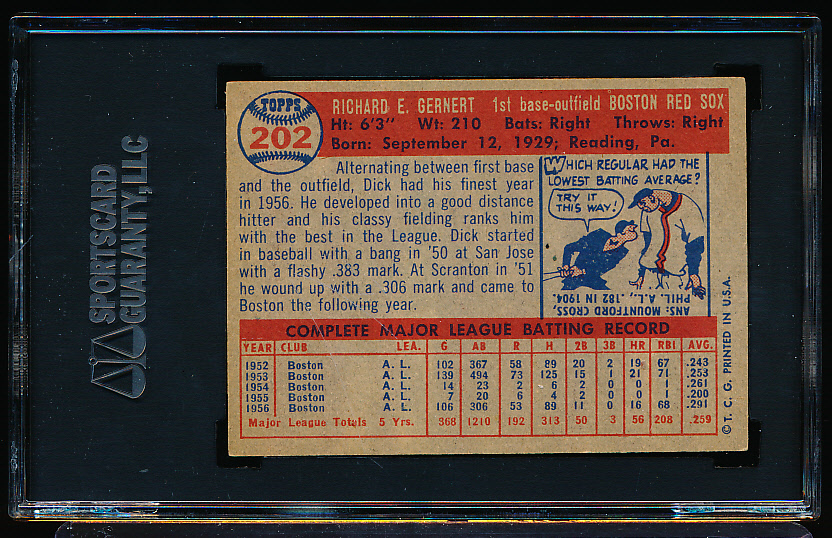 SPORTSCARD
GUARANTY, LLC
TOPPS
202
RICHARD E. GERNERT 1st base-outfield BOSTON RED SOX
Ht: 6'3" Wt: 210 Bats: Right Throws: Right
Born: September 12, 1929; Reading, Pa.
Alternating between first base
and the outfield, Dick had his finest year
in 1956. He developed into a good distance
hitter and his classy fielding ranks him
with the best in the League. Dick started
in baseball with a bang in '50 at San Jose
with a flashy .383 mark. At Scranton in '51
he wound up with a .306 mark and came to
Boston the following year.
WHICH REGULAR HAD THE
LOWEST BATTING AVERAGE?
TRY IT
THIS WAY!
ANS: MOUNTFORD CROSS,
PHIL. A.L., .182 IN 1904.
COMPLETE MAJOR LEAGUE BATTING RECORD
YEAR CLUB LEA. G AB R H 2B 3B HR RBI AVG.
1952 Boston A. L. 102 367 58 89 20 2 19 67 .243
1953 Boston A. L. 139 494 73 125 15 1 21 71 .253
1954 Boston A. L. 14 23 2 6 2 0 0 1 .261
1955 Boston A. L. 7 20 6 4 2 0 0 1 .200
1956 Boston A. L. 106 306 53 89 11 0 16 68 .291
Major League Totals 5 Yrs. 368 1210 192 313 50 3 56 208 .259
© T. C. G. PRINTED IN U.S.A.